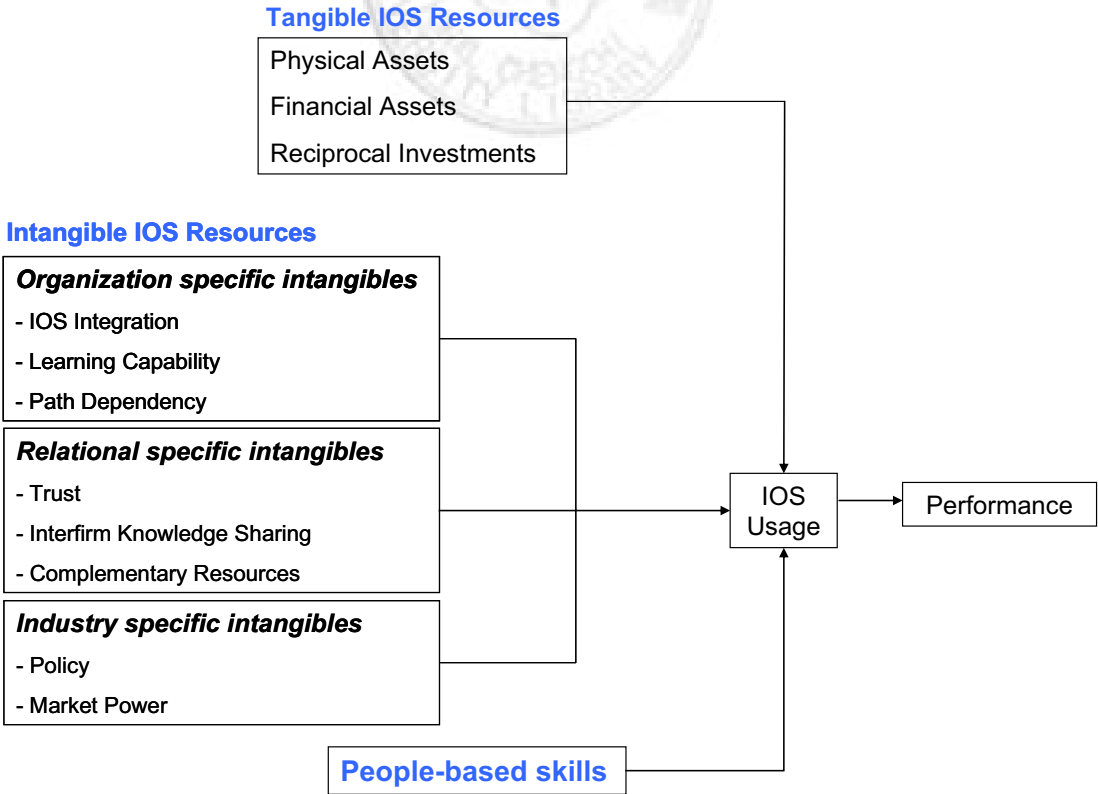 Tangible IOS Resources
Physical Assets
Financial Assets
Reciprocal Investments
Intangible IOS Resources
Organization specific intangibles
- IOS Integration
- Learning Capability
- Path Dependency
Relational specific intangibles
- Trust
- Interfirm Knowledge Sharing
- Complementary Resources
Industry specific intangibles
- Policy
- Market Power
People-based skills
IOS
Usage
Performance